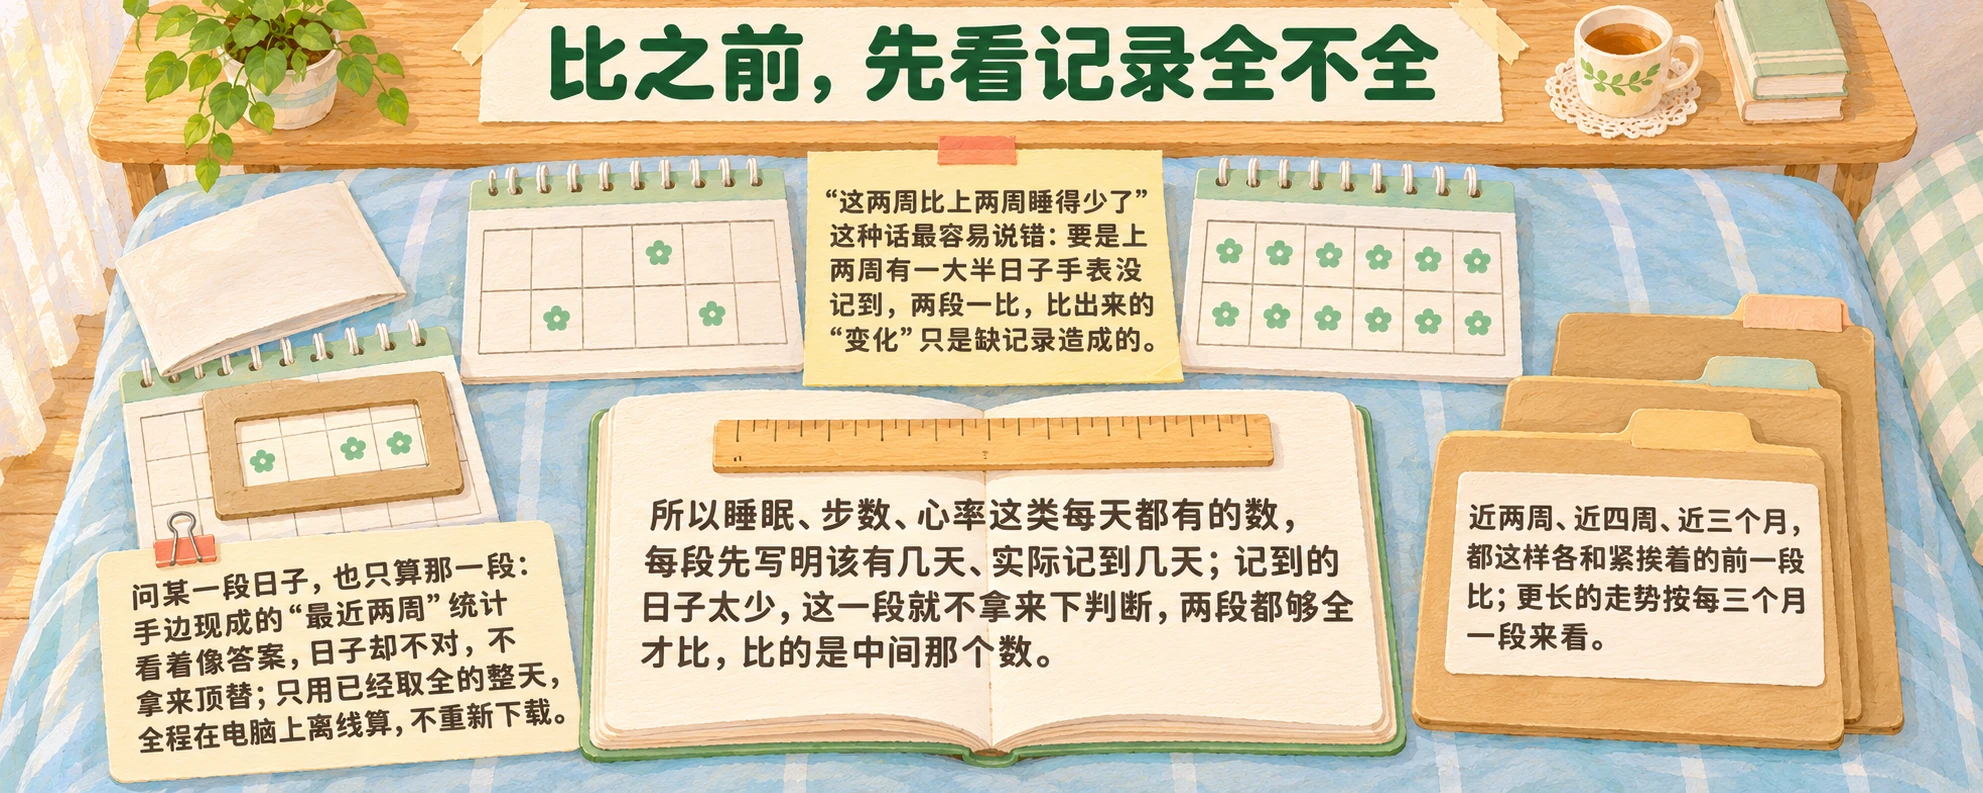 比之前，先看记录全不全
“这两周比上两周睡得少了”
这种话最容易说错：要是上
两周有一大半日子手表没
记到，两段一比，比出来的
“变化”只是缺记录造成的。
问某一段日子，也只算那一段：
手边现成的“最近两周”统计
看着像答案，日子却不对，不
拿来顶替；只用已经取全的整天，
全程在电脑上离线算，不重新下载。
所以睡眠、步数、心率这类每天都有的数，
每段先写明该有几天、实际记到几天；记到的
日子太少，这一段就不拿来下判断，两段都够全
才比，比的是中间那个数。
近两周、近四周、近三个月，
都这样各和紧挨着的前一段
比；更长的走势按每三个月
一段来看。